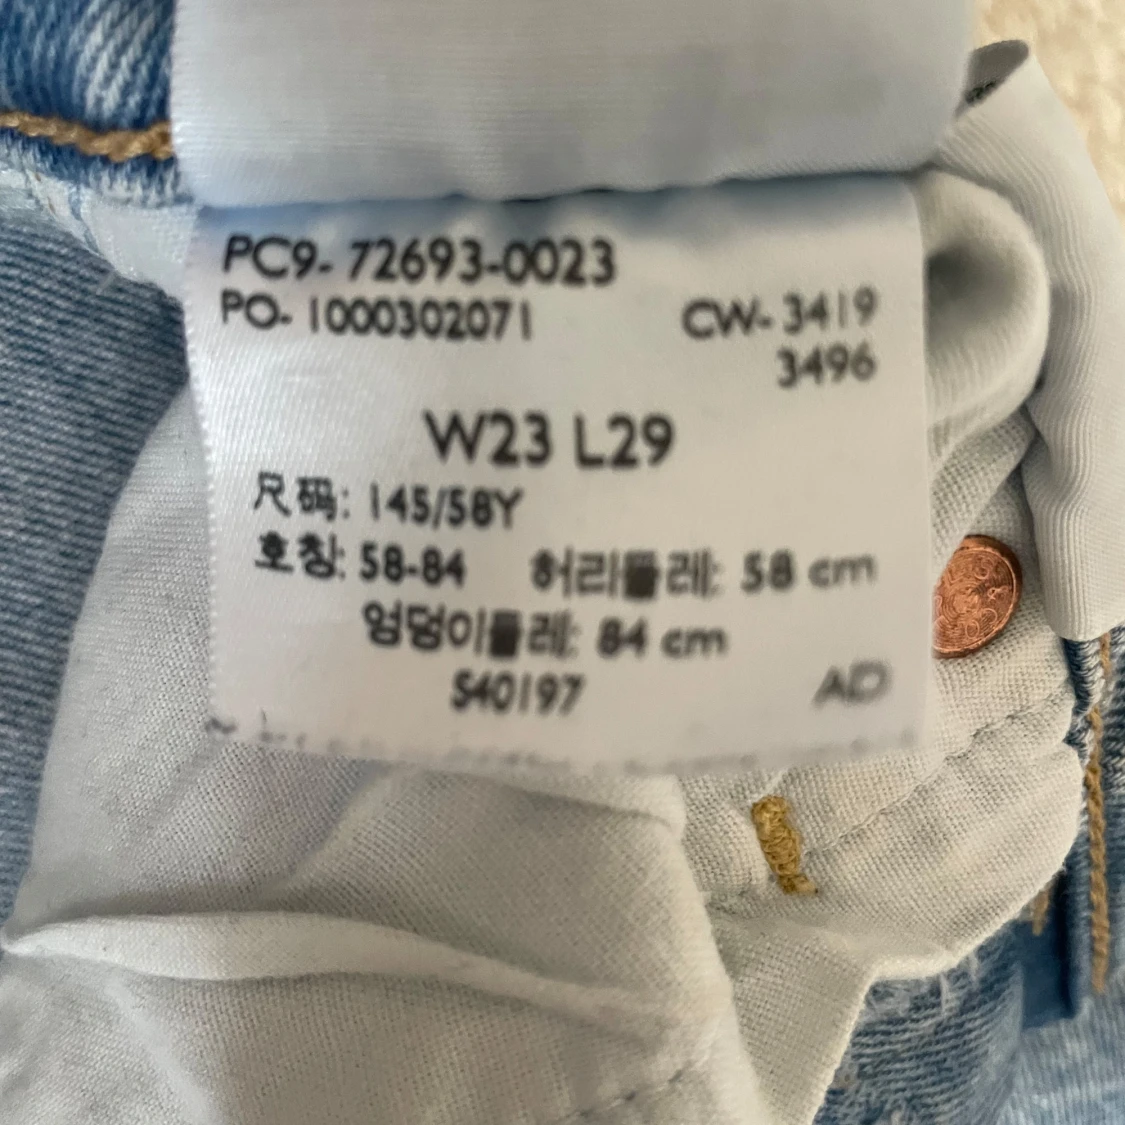 PC9- 72693-0023
PO- 1000302071 CW- 3419
3496
W23 L29
尺码: 145/58Y
호칭: 58-84 허리둘레: 58 cm
엉덩이둘레: 84 cm
540197 AD